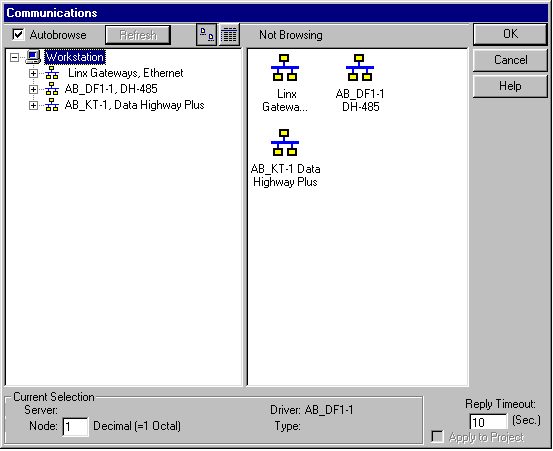 Communications
Autobrowse Refresh Not Browsing OK
Cancel
Help
Workstation
Linx Gateways, Ethernet
AB_DF1-1, DH-485
AB_KT-1, Data Highway Plus
Linx AB_DF1-1
Gatewa... DH-485
AB_KT-1 Data
Highway Plus
Current Selection
Server: Driver: AB_DF1-1
Node: 1 Decimal (=1 Octal) Type:
Reply Timeout:
10 (Sec.)
Apply to Project